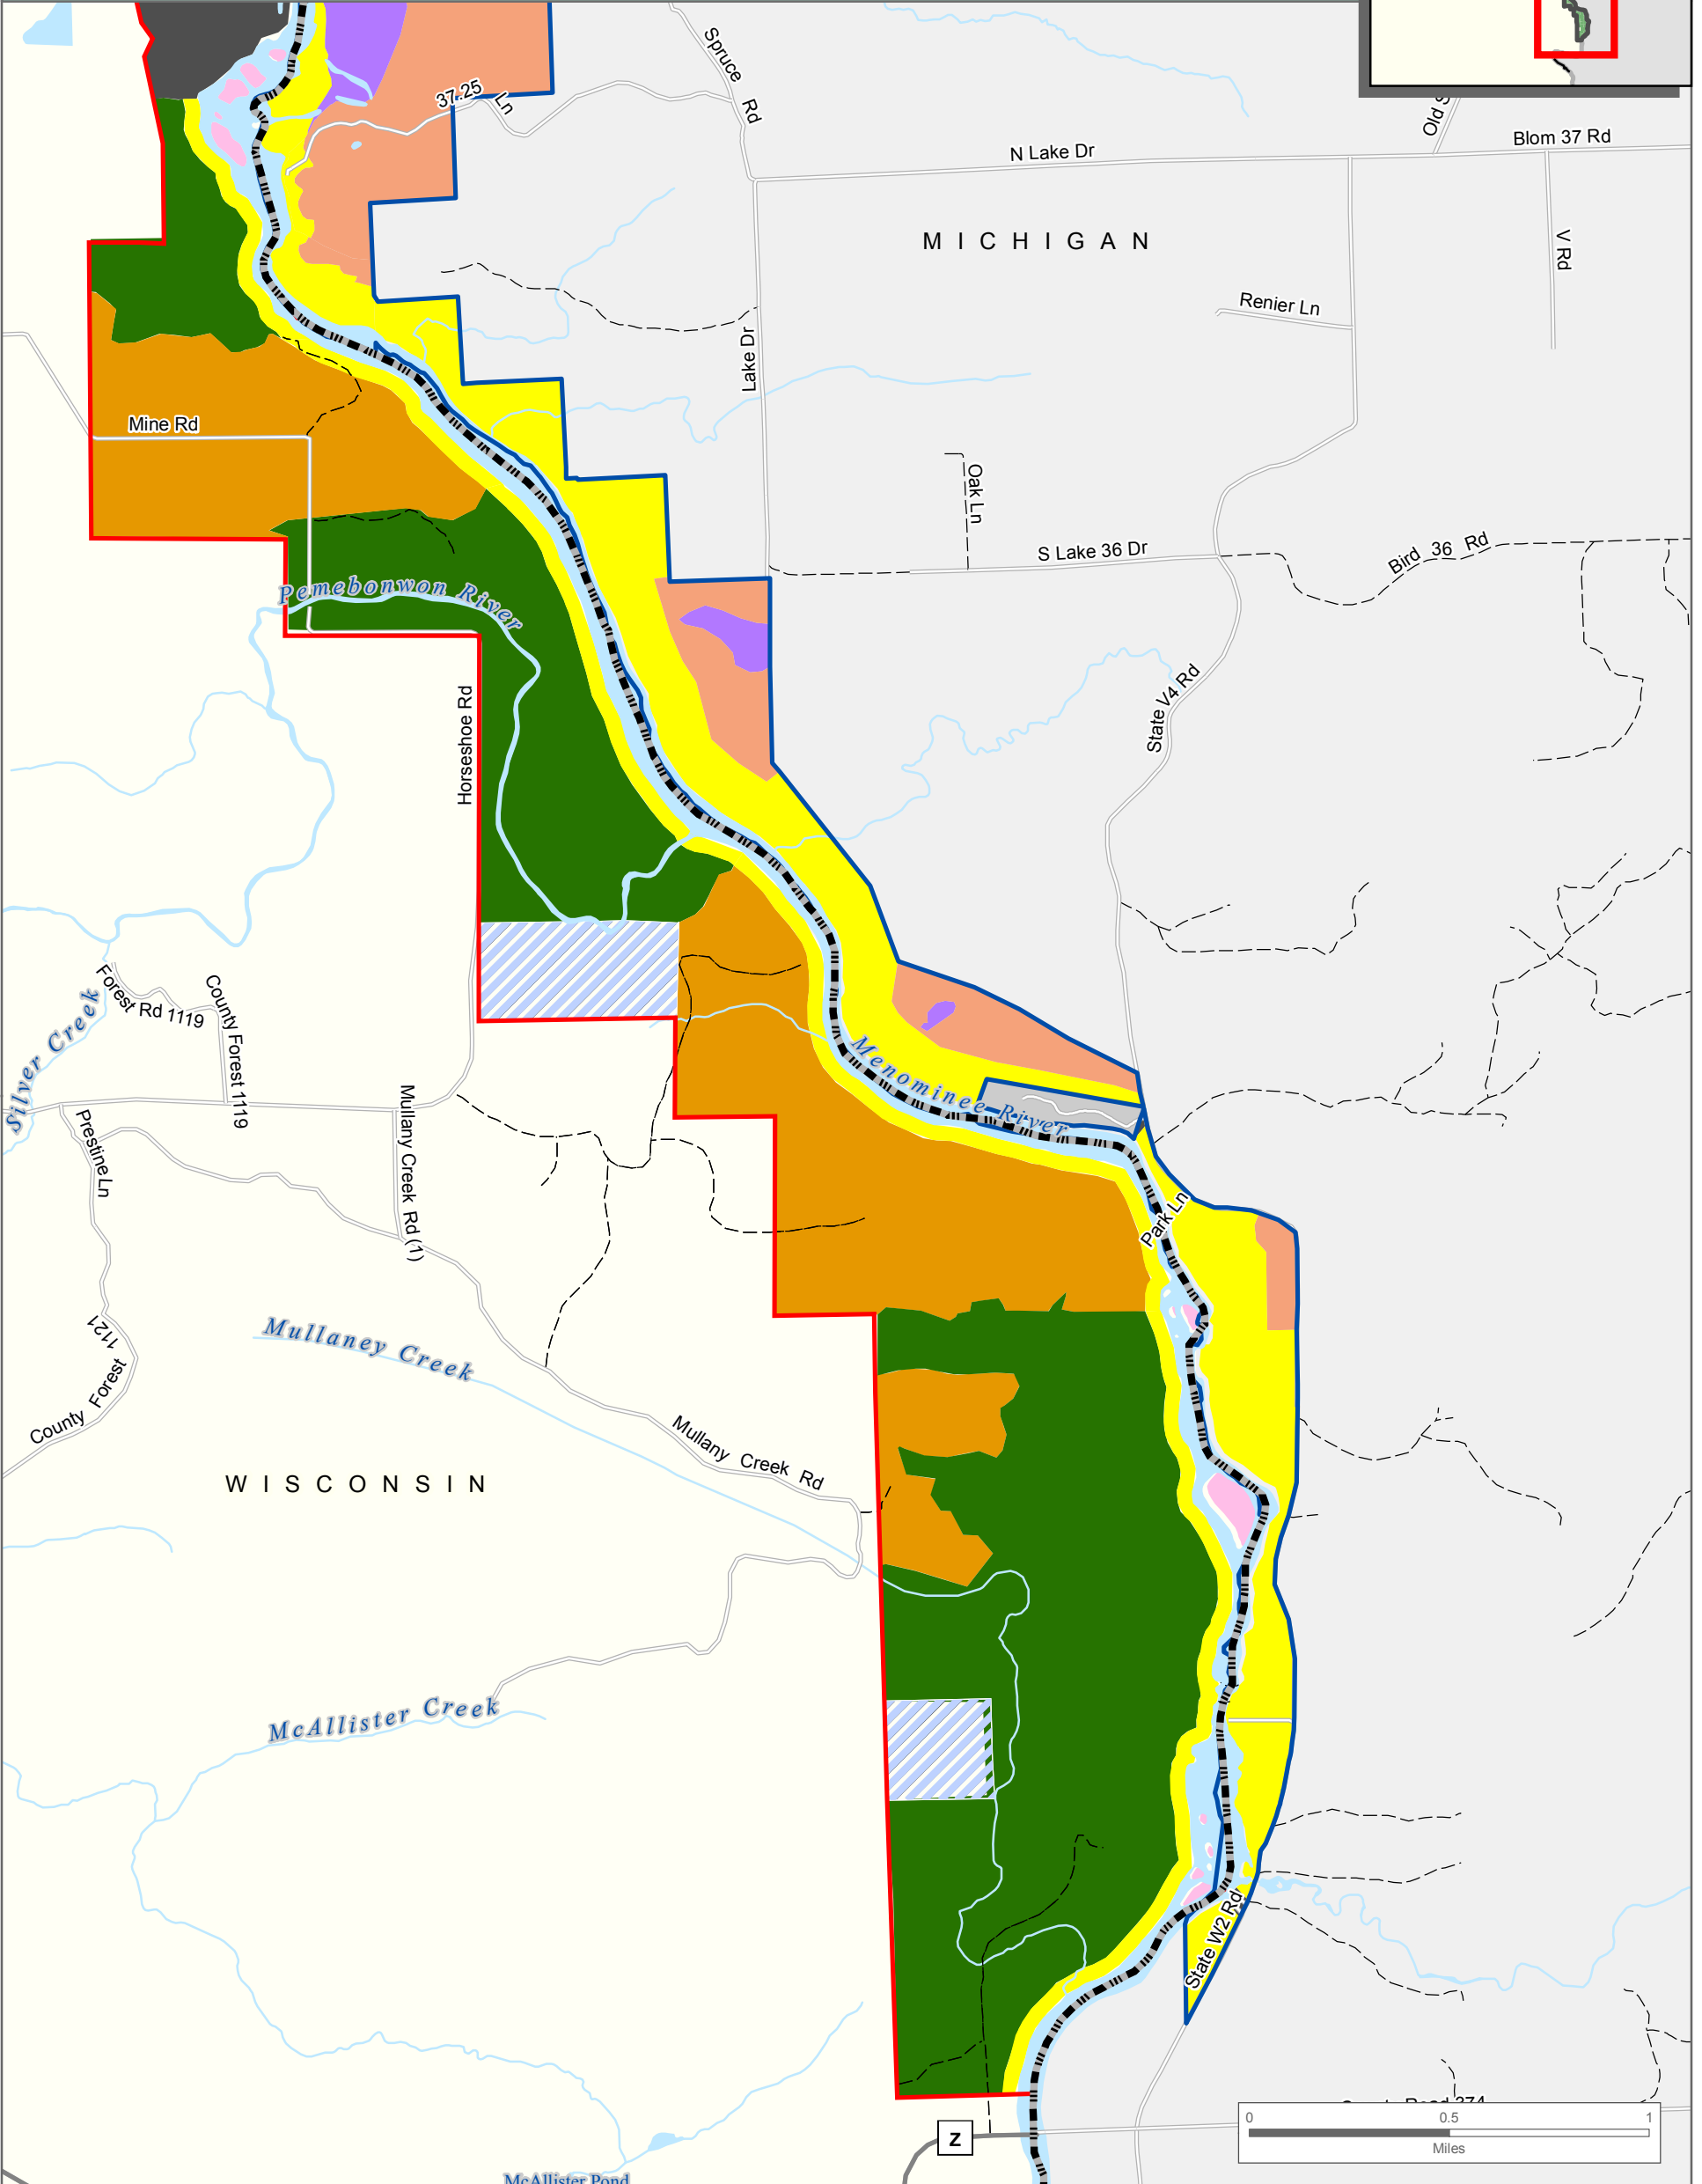 Spruce Rd
37.25 Ln
N Lake Dr
Blom 37 Rd
MICHIGAN
V Rd
Renier Ln
Lake Dr
Mine Rd
Oak Ln
S Lake 36 Dr
Bird 36 Rd
Pemebonwon River
Horseshoe Rd
State V4 Rd
Silver Creek
Forest Rd 1119
County Forest 1119
Menominee River
Prestine Ln
Mullany Creek Rd (1)
Park Ln
County Forest 1121
Mullaney Creek
Mullany Creek Rd
WISCONSIN
McAllister Creek
State W2 Rd
Z
0 0.5 1
Miles
McAllister Pond